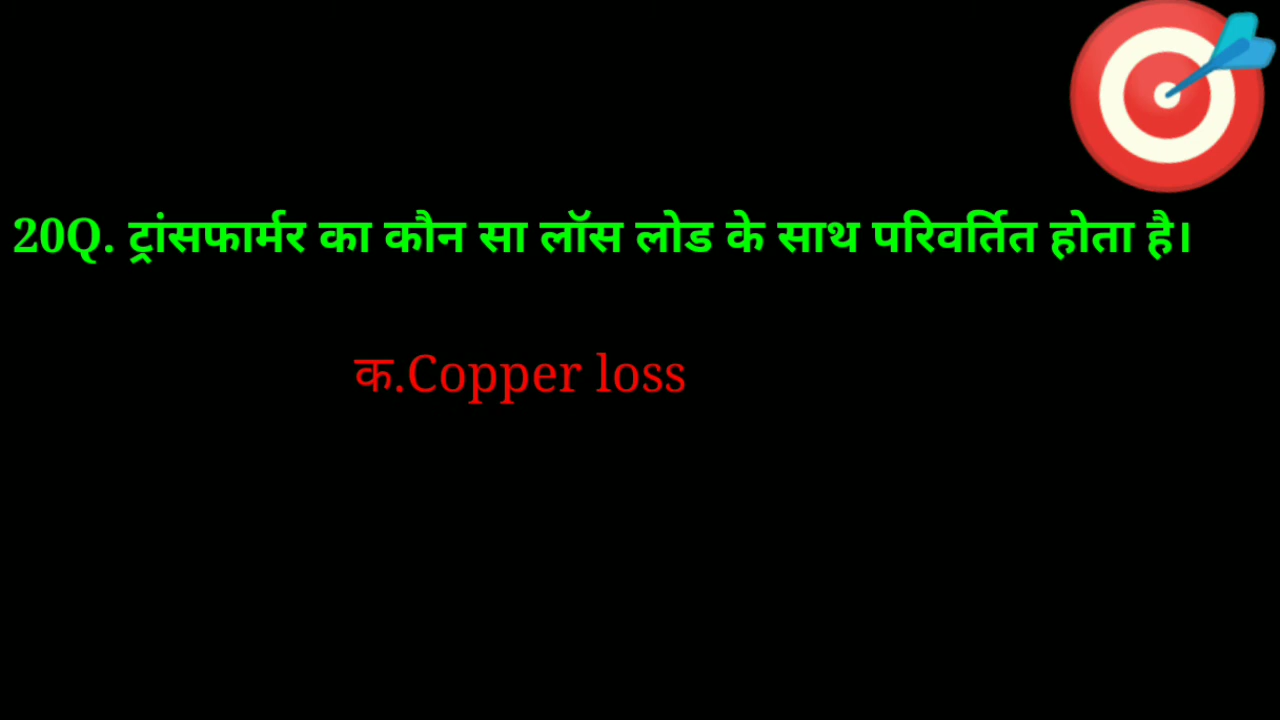 20Q. ट्रांसफार्मर का कौन सा लॉस लोड के साथ परिवर्तित होता है।
क.Copper loss